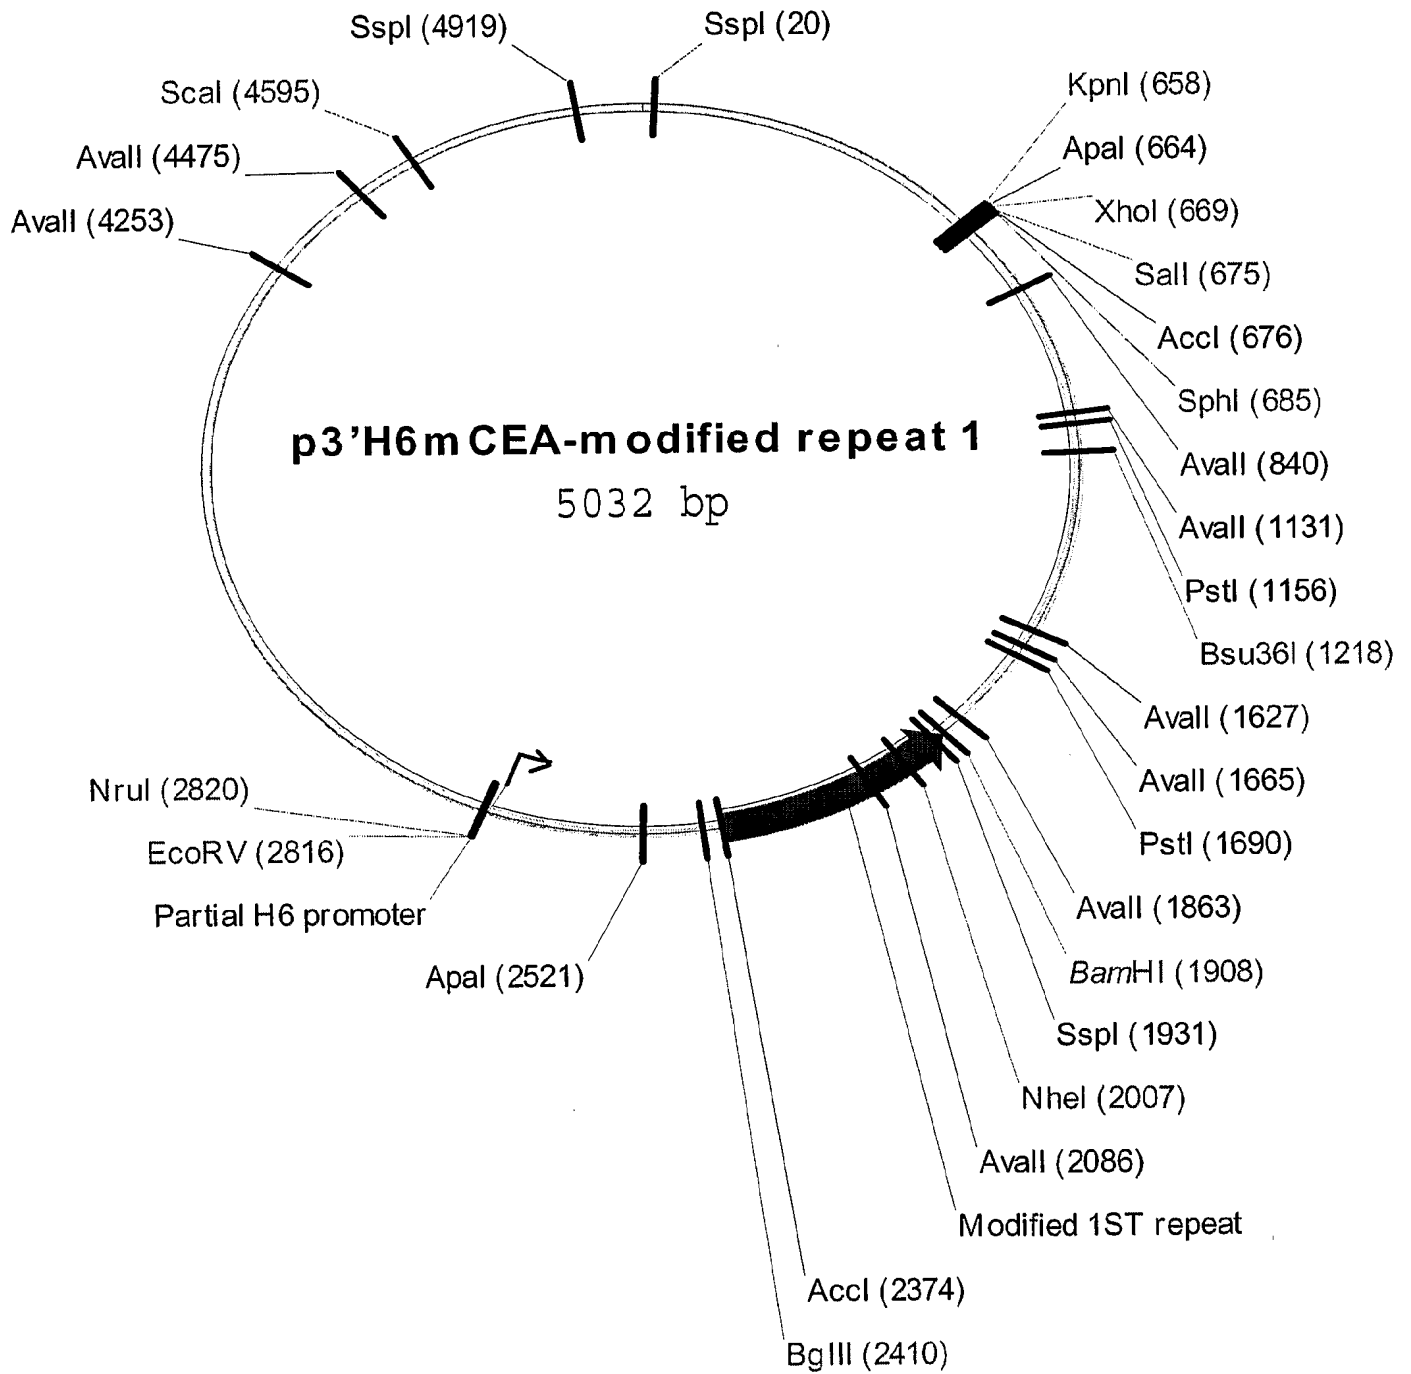 SspI (4919)
SspI (20)
ScaI (4595)
KpnI (658)
AvaII (4475)
ApaI (664)
AvaII (4253)
XhoI (669)
SalI (675)
AccI (676)
SphI (685)
p3’H6mCEA-modified repeat 1
5032 bp
AvaII (840)
AvaII (1131)
PstI (1156)
Bsu36I (1218)
AvaII (1627)
AvaII (1665)
PstI (1690)
NruI (2820)
EcoRV (2816)
Partial H6 promoter
AvaII (1863)
BamHI (1908)
ApaI (2521)
SspI (1931)
NheI (2007)
AvaII (2086)
Modified 1ST repeat
AccI (2374)
BglII (2410)